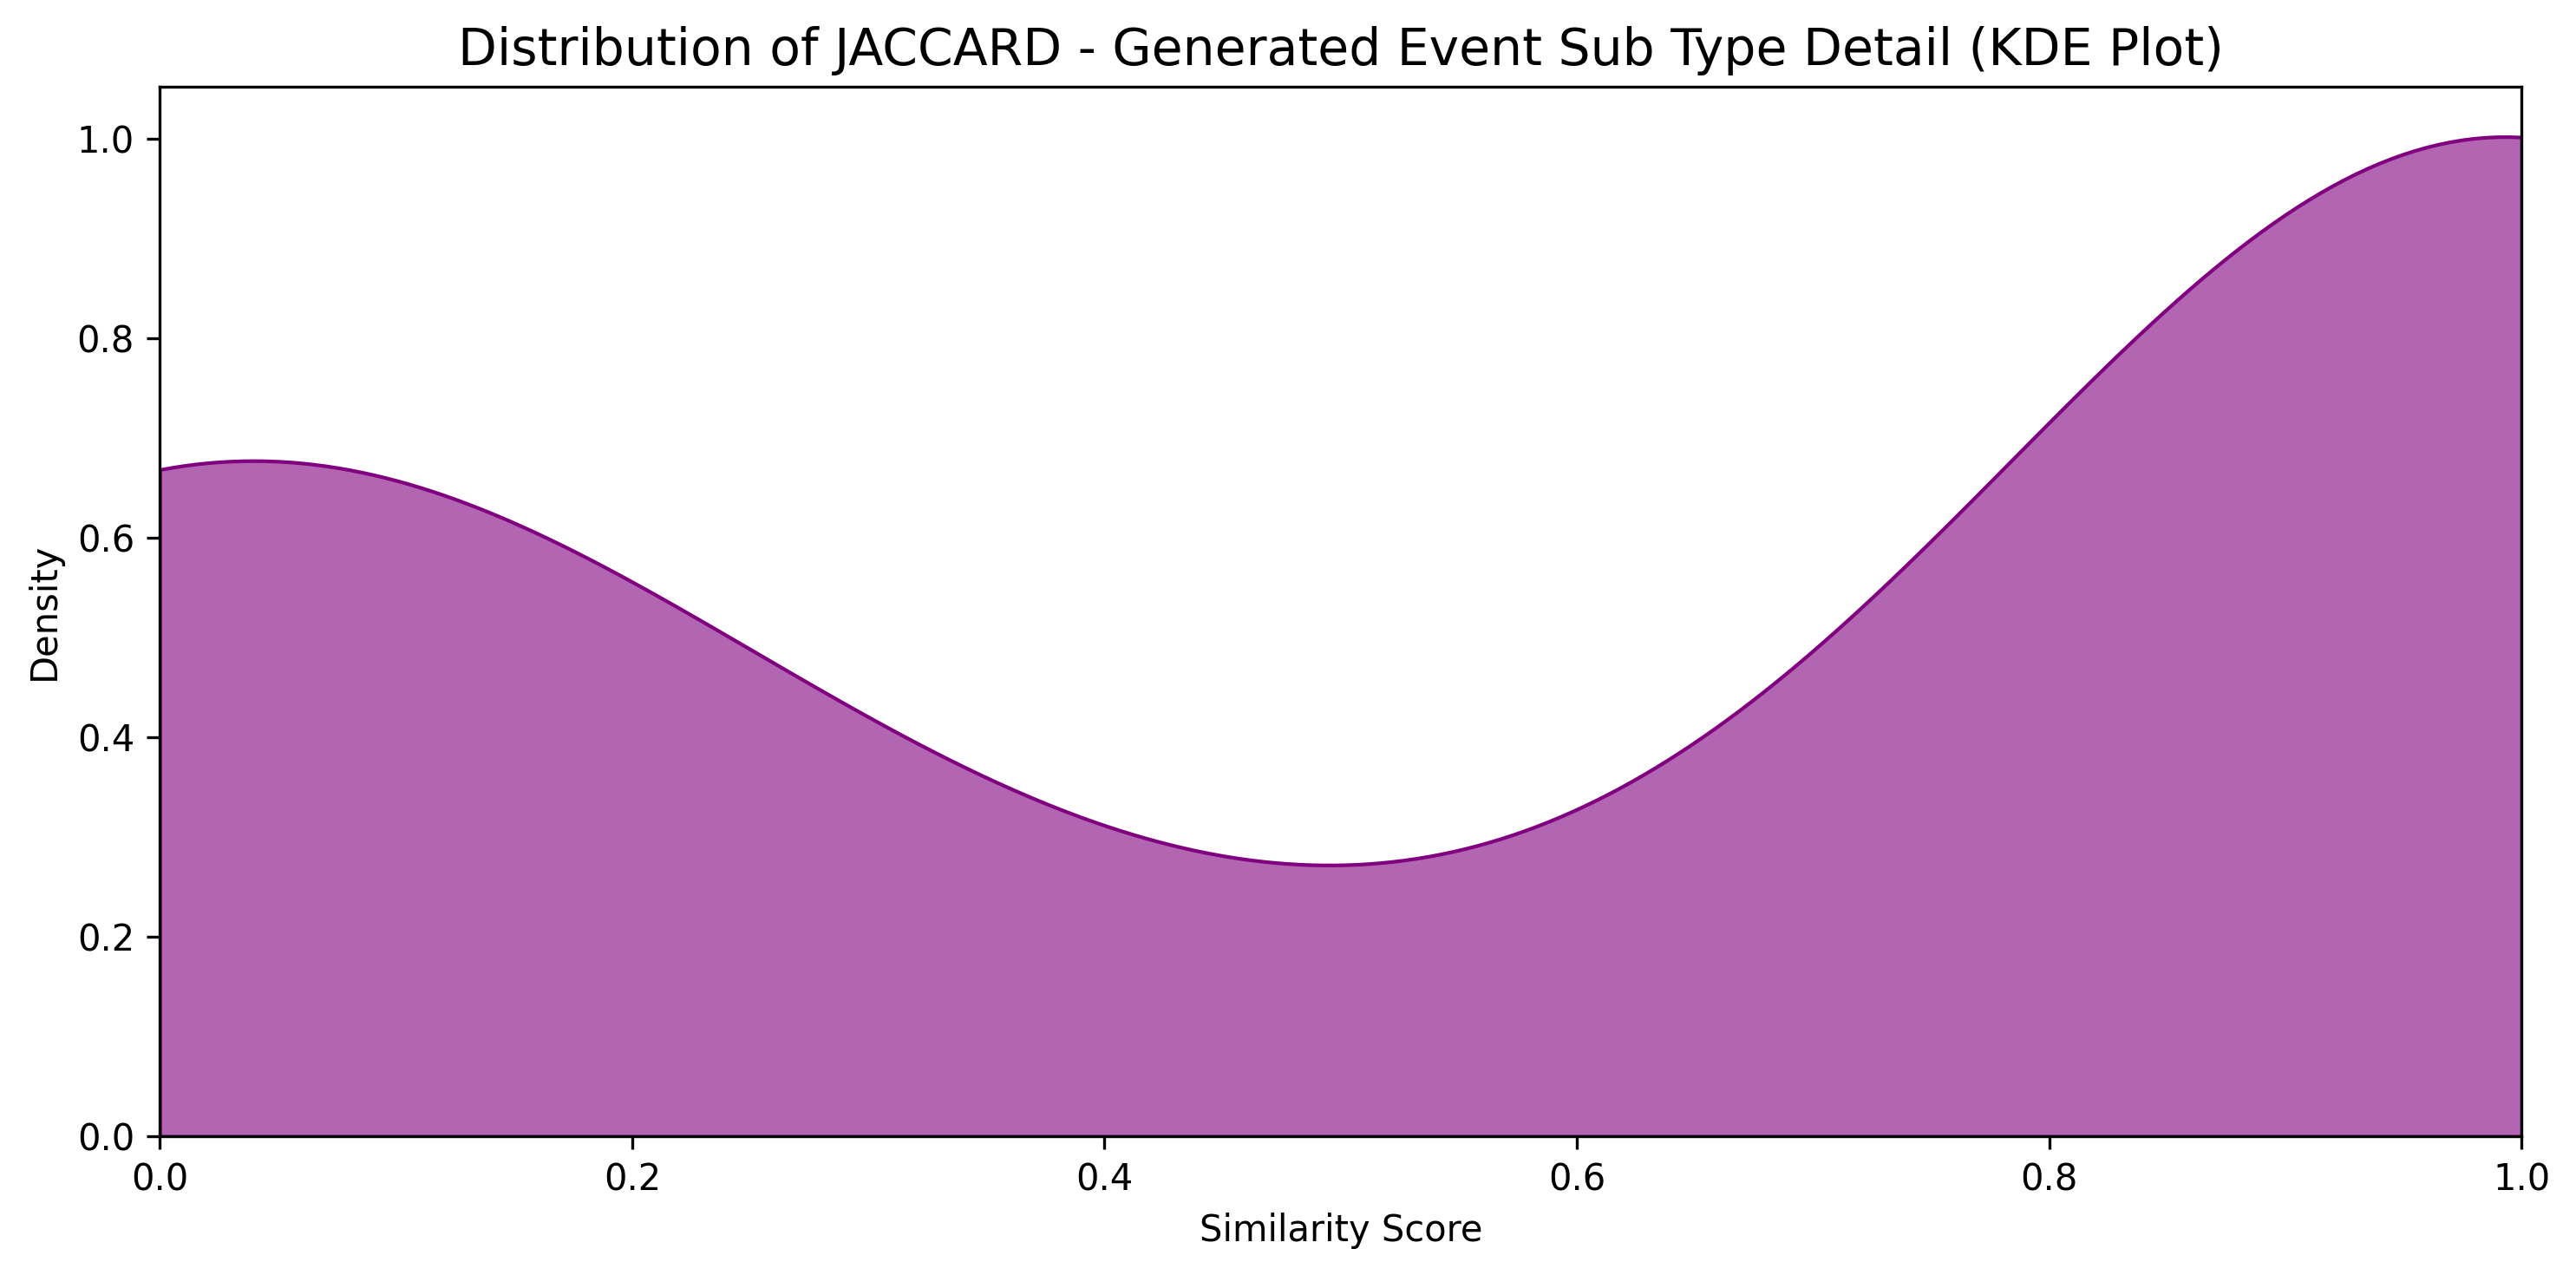 Distribution of JACCARD - Generated Event Sub Type Detail (KDE Plot)
1.0
0.8
0.6
0.4
0.2
0.0
Density
0.0 0.2 0.4 0.6 0.8 1.0
Similarity Score